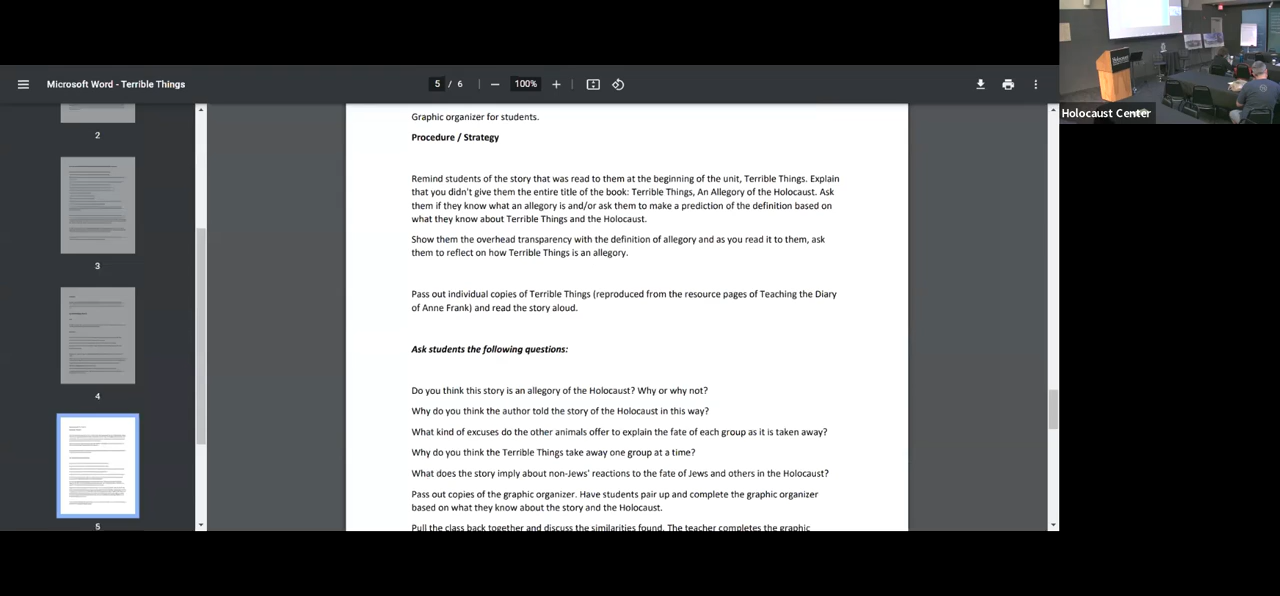 Microsoft Word - Terrible Things
5 / 6
100%
Holocaust Center
2
3
4
5
Graphic organizer for students.
Procedure / Strategy
Remind students of the story that was read to them at the beginning of the unit, Terrible Things. Explain
that you didn't give them the entire title of the book: Terrible Things, An Allegory of the Holocaust. Ask
them if they know what an allegory is and/or ask them to make a prediction of the definition based on
what they know about Terrible Things and the Holocaust.
Show them the overhead transparency with the definition of allegory and as you read it to them, ask
them to reflect on how Terrible Things is an allegory.
Pass out individual copies of Terrible Things (reproduced from the resource pages of Teaching the Diary
of Anne Frank) and read the story aloud.
Ask students the following questions:
Do you think this story is an allegory of the Holocaust? Why or why not?
Why do you think the author told the story of the Holocaust in this way?
What kind of excuses do the other animals offer to explain the fate of each group as it is taken away?
Why do you think the Terrible Things take away one group at a time?
What does the story imply about non-Jews' reactions to the fate of Jews and others in the Holocaust?
Pass out copies of the graphic organizer. Have students pair up and complete the graphic organizer
based on what they know about the story and the Holocaust.
Pull the class back together and discuss the similarities found. The teacher completes the graphic